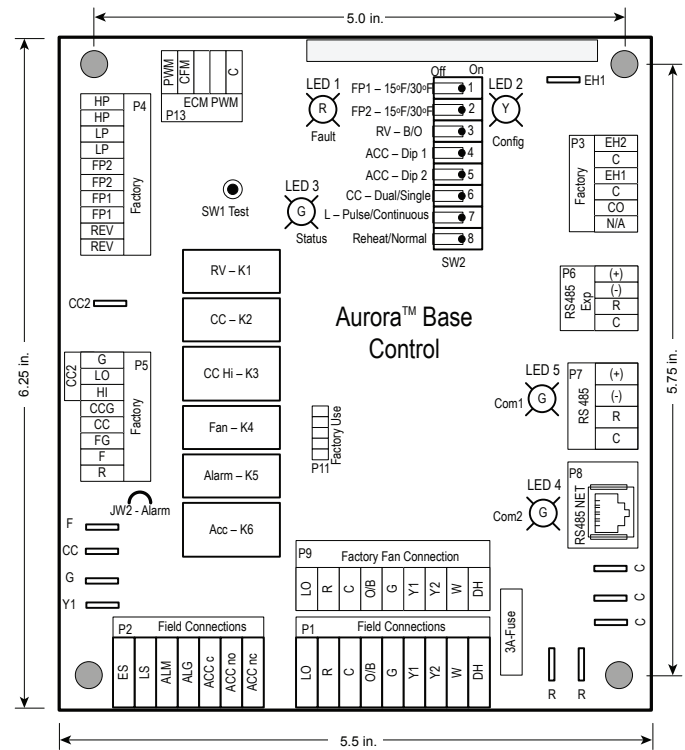 5.0 in.
6.25 in.
5.75 in.
5.5 in.
PWM
CFM
C
ECM PWM
P13
LED 1
R
Fault
Off
On
LED 2
Y
Config
EH1
FP1 – 15ºF/30ºF
1
FP2 – 15ºF/30ºF
2
RV – B/O
3
ACC – Dip 1
4
ACC – Dip 2
5
CC – Dual/Single
6
L – Pulse/Continuous
7
Reheat/Normal
8
SW2
P4
HP
HP
LP
LP
FP2
FP2
FP1
FP1
REV
REV
Factory
SW1 Test
LED 3
G
Status
P3
Factory
EH2
C
EH1
C
CO
N/A
RV – K1
CC – K2
CC Hi – K3
Fan – K4
Alarm – K5
Acc – K6
Aurora™ Base
Control
P6
RS485
Exp
(+)
(-)
R
C
CC2
CC2
P5
G
LO
HI
CCG
CC
FG
F
R
Factory
LED 5
Com1
G
P7
RS 485
(+)
(-)
R
C
P11
Factory Use
JW2 - Alarm
LED 4
Com2
G
P8
RS485 NET
F
CC
G
Y1
P9
Factory Fan Connection
LO
R
C
O/B
G
Y1
Y2
W
DH
C
C
C
3A-Fuse
P2
Field Connections
ES
LS
ALM
ALG
ACC c
ACC no
ACC nc
P1
Field Connections
LO
R
C
O/B
G
Y1
Y2
W
DH
R
R